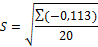 S = √(∑(−0,113) / 20)